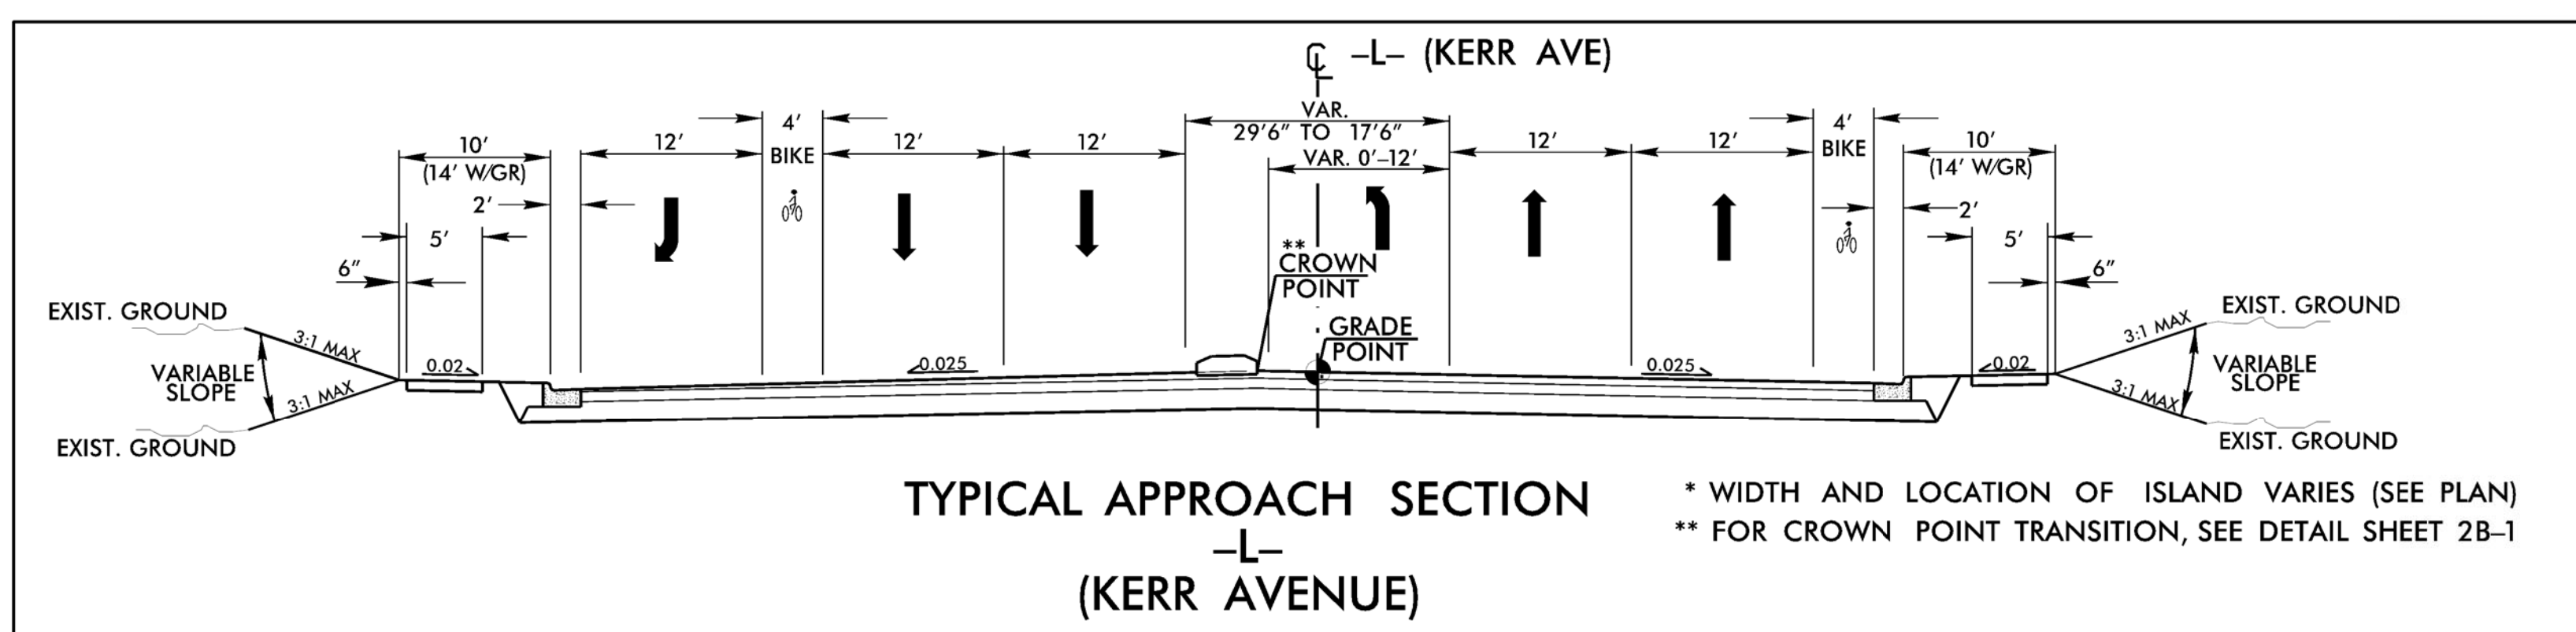 ℄ –L– (KERR AVE)
VAR.
29'6" TO 17'6"
VAR. 0'–12'
10'
(14' W/GR)
2'
5'
6"
12'
4'
BIKE
12'
12'
12'
12'
4'
BIKE
10'
(14' W/GR)
2'
5'
6"
**
CROWN
POINT
GRADE
POINT
EXIST. GROUND
3:1 MAX
VARIABLE
SLOPE
3:1 MAX
EXIST. GROUND
0.02
0.025
0.025
0.02
EXIST. GROUND
3:1 MAX
VARIABLE
SLOPE
3:1 MAX
EXIST. GROUND
TYPICAL APPROACH SECTION
–L–
(KERR AVENUE)
* WIDTH AND LOCATION OF ISLAND VARIES (SEE PLAN)
** FOR CROWN POINT TRANSITION, SEE DETAIL SHEET 2B–1